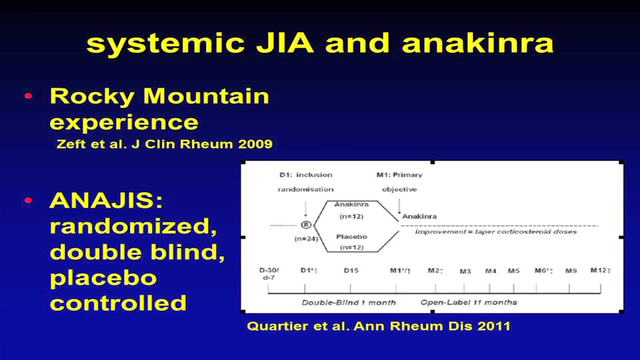 systemic JIA and anakinra
• Rocky Mountain
experience
Zeft et al. J Clin Rheum 2009
• ANAJIS:
randomized,
double blind,
placebo
controlled
D1: inclusion
randomisation
M1: Primary
objective
Anakinra
(n=12)
R
(n=24)
Placebo
(n=12)
Anakinra
Improvement = taper corticosteroid doses
D-30/
d-7
D1*†
D15
M1*/†
M2†
M3
M4
M5
M6*†
M9
M12†
Double-Blind 1 month
Open-Label 11 months
Quartier et al. Ann Rheum Dis 2011